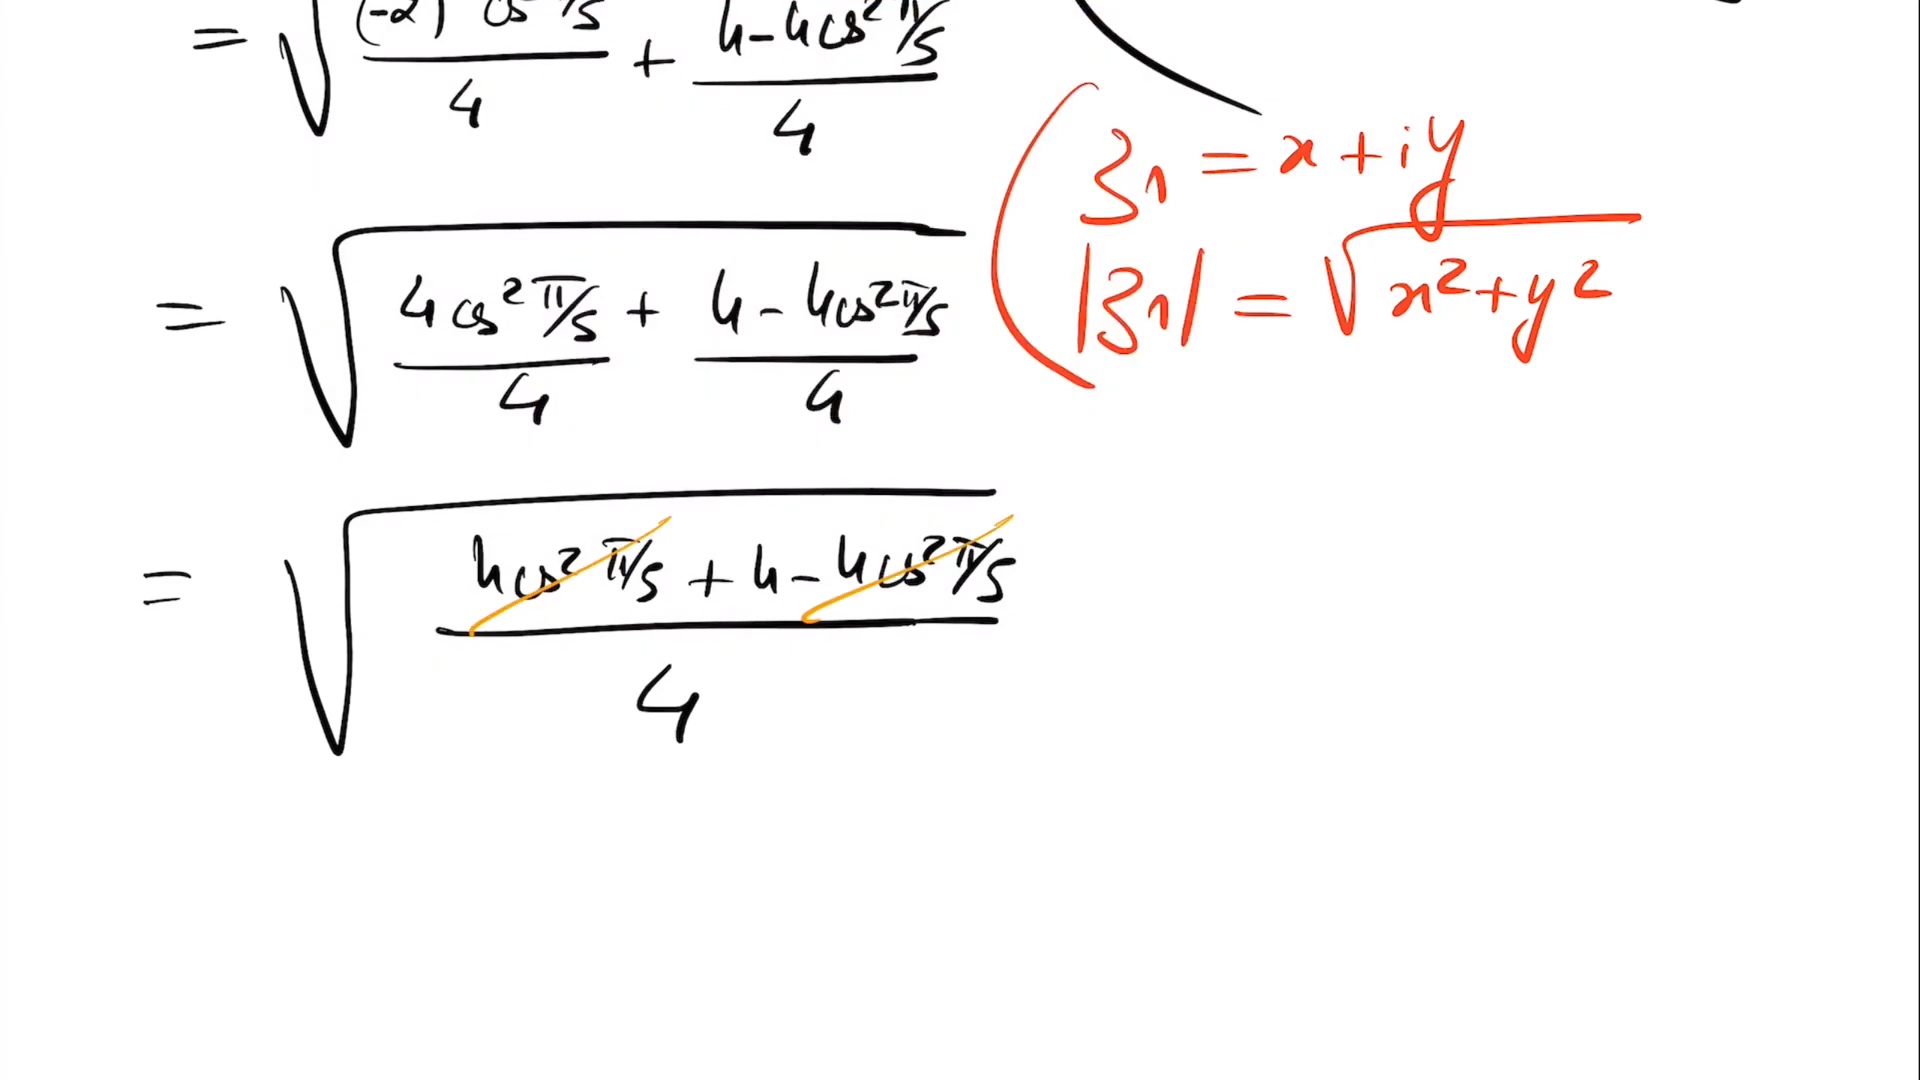 = √ (-2)² cos² π/5 / 4 + 4-4cos² π/5 / 4
z₁ = x + iy
= √ 4cos² π/5 / 4 + 4-4cos² π/5 / 4
|z₁| = √ x²+y²
= √ 4cos² π/5 + 4-4cos² π/5 / 4